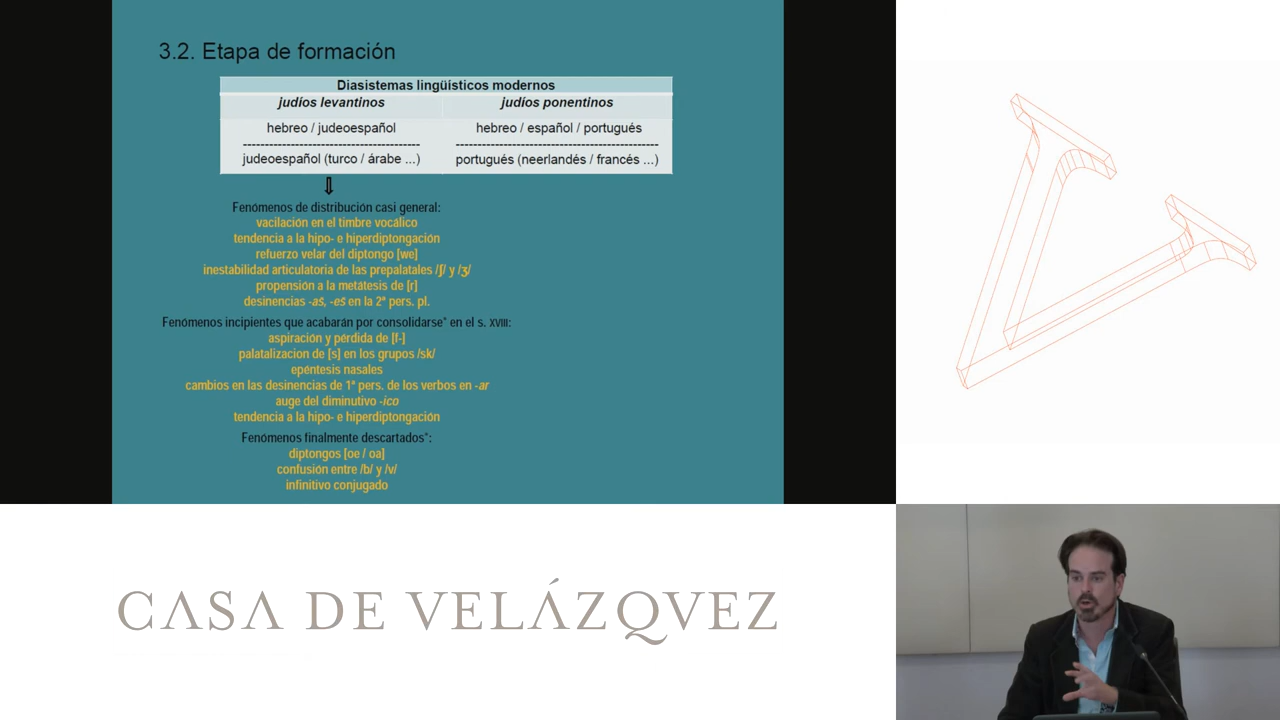 3.2. Etapa de formación
Diasistemas lingüísticos modernos
judíos levantinos
judíos ponentinos
hebreo / judeoespañol
hebreo / español / portugués
judeoespañol (turco / árabe ...)
portugués (neerlandés / francés ...)
Fenómenos de distribución casi general:
vacilación en el timbre vocálico
tendencia a la hipo- e hiperdiptongación
refuerzo velar del diptongo [we]
inestabilidad articulatoria de las prepalatales /ʃ/ y /ʒ/
propensión a la metátesis de [r]
desinencias -aš, -eš en la 2ª pers. pl.
Fenómenos incipientes que acabarán por consolidarse* en el s. XVIII:
aspiración y pérdida de [f-]
palatalizacion de [s] en los grupos /sk/
epéntesis nasales
cambios en las desinencias de 1ª pers. de los verbos en -ar
auge del diminutivo -ico
tendencia a la hipo- e hiperdiptongación
Fenómenos finalmente descartados*:
diptongos [oe / oa]
confusión entre /b/ y /v/
infinitivo conjugado
CASA DE VELÁZQVEZ